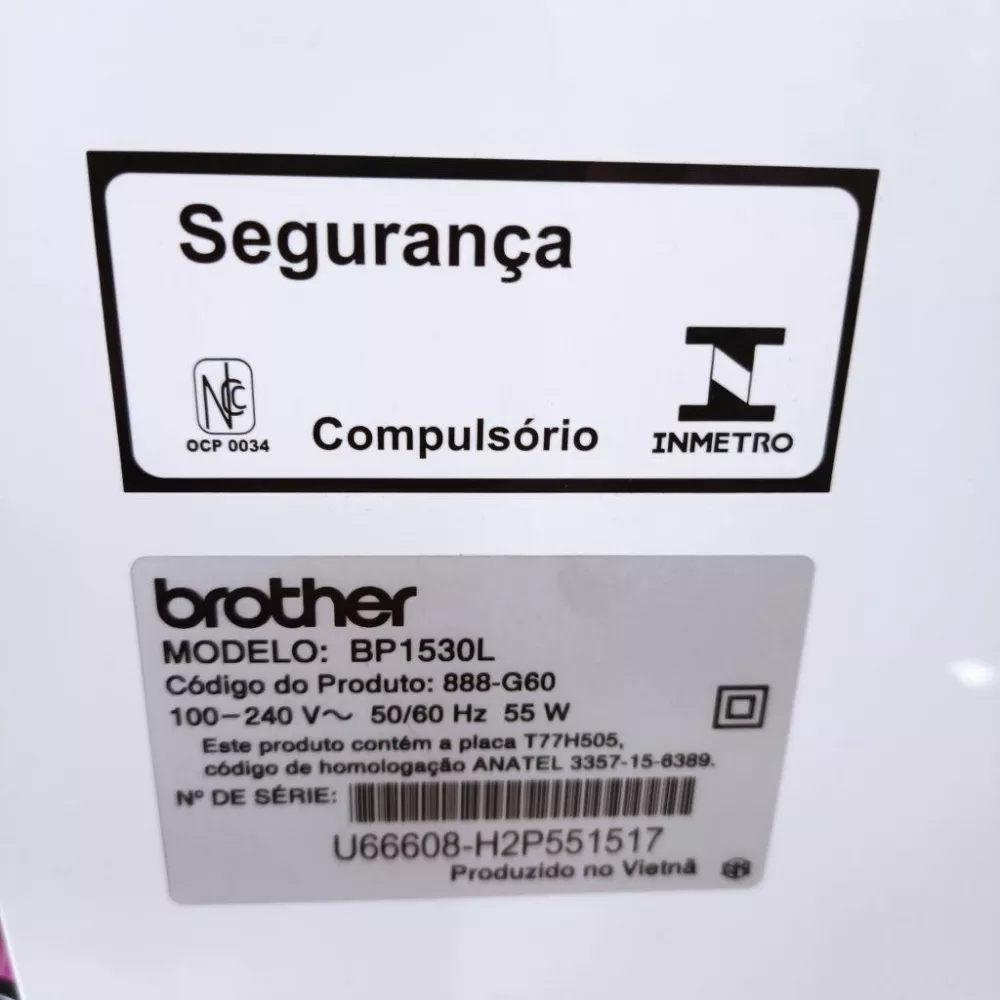 Segurança
NCC
OCP 0034
Compulsório
INMETRO
brother
MODELO: BP1530L
Código do Produto: 888-G60
100-240 V~ 50/60 Hz 55 W
Este produto contém a placa T77H505,
código de homologação ANATEL 3357-15-6389.
Nº DE SÉRIE:
U66608-H2P551517
Produzido no Vietnã